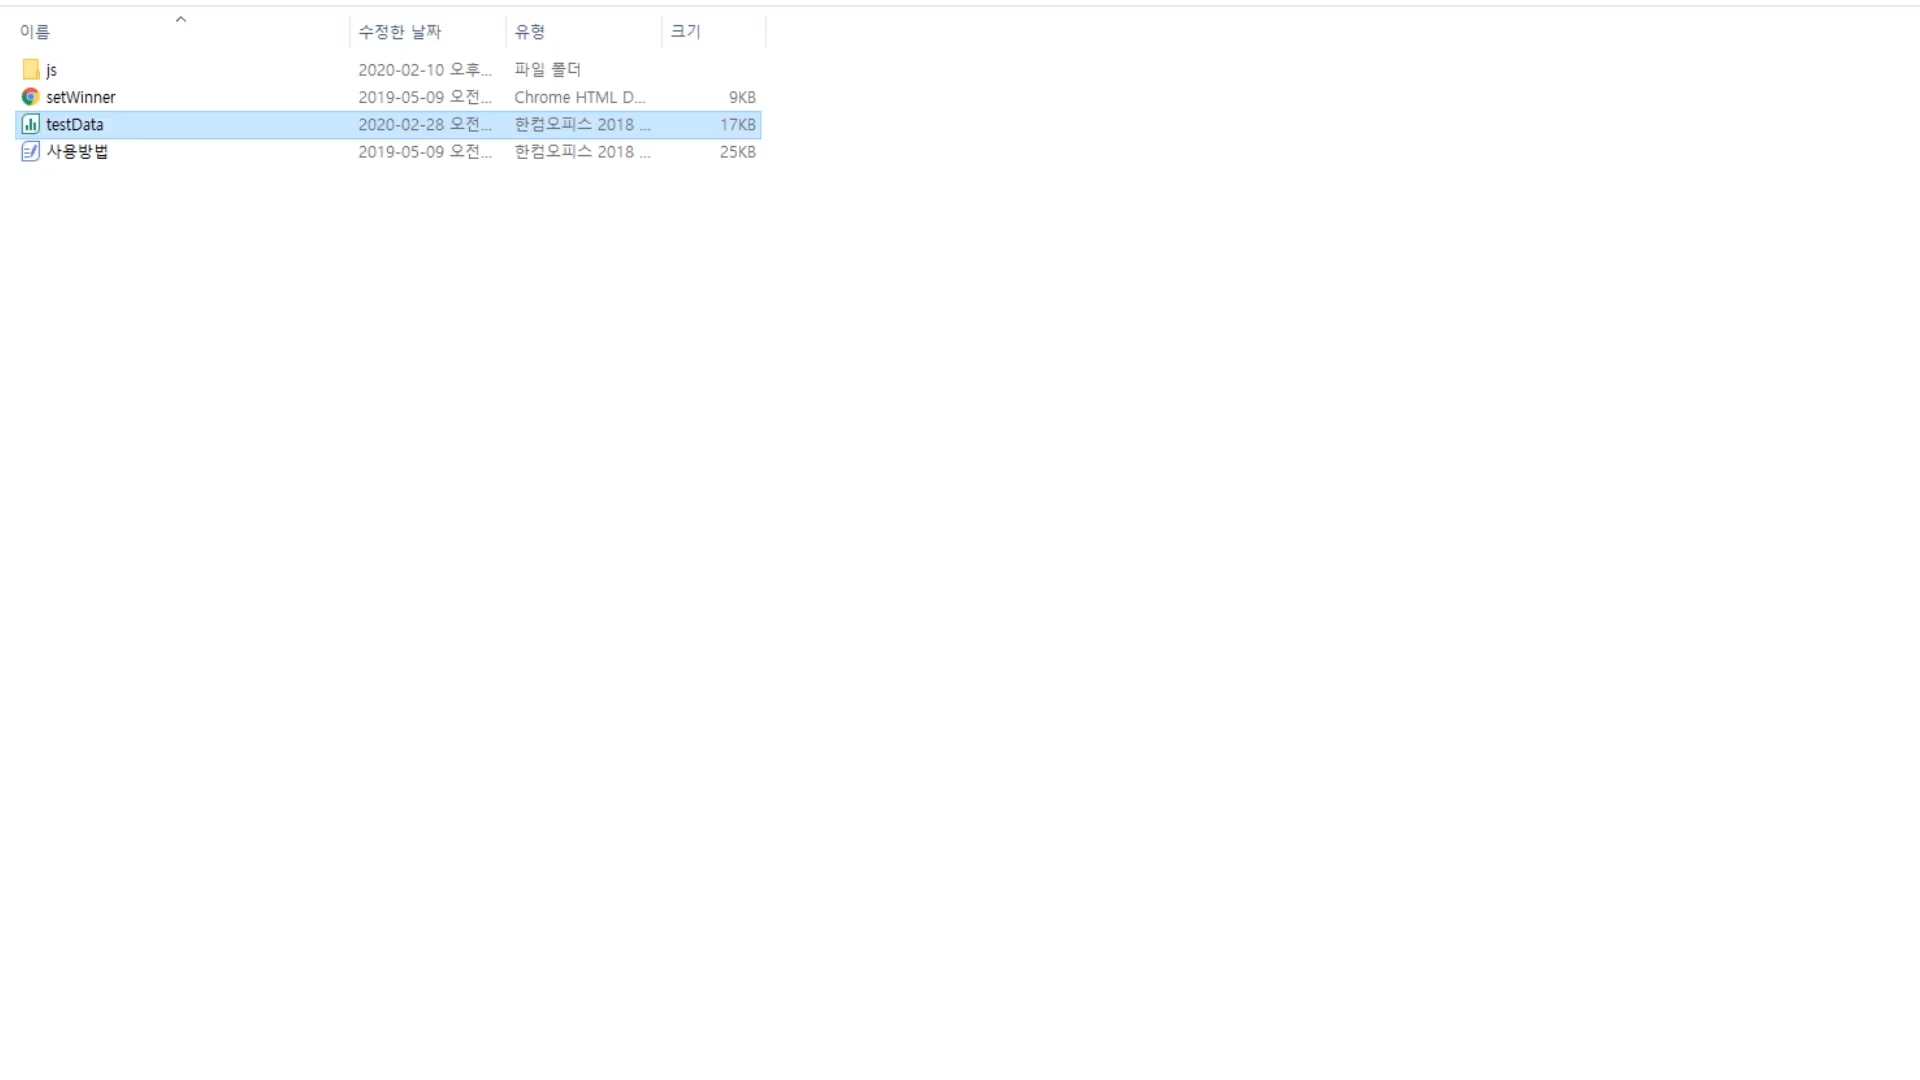 이름 수정한 날짜 유형 크기
js 2020-02-10 오후... 파일 폴더
setWinner 2019-05-09 오전... Chrome HTML D... 9KB
testData 2020-02-28 오전... 한컴오피스 2018 ... 17KB
사용방법 2019-05-09 오전... 한컴오피스 2018 ... 25KB